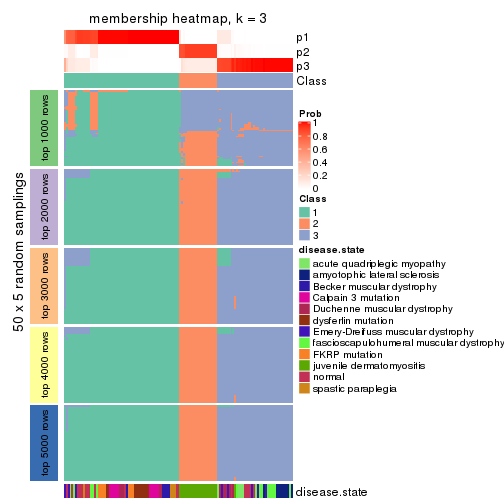 membership heatmap, k = 3
p1
p2
p3
Class
50 x 5 random samplings
top 1000 rows
top 2000 rows
top 3000 rows
top 4000 rows
top 5000 rows
Prob
1
0.8
0.6
0.4
0.2
0
Class
1
2
3
disease.state
acute quadriplegic myopathy
amyotophic lateral sclerosis
Becker muscular dystrophy
Calpain 3 mutation
Duchenne muscular dystrophy
dysferlin mutation
Emery-Dreifuss muscular dystrophy
fascioscapulohumeral muscular dystrophy
FKRP mutation
juvenile dermatomyositis
normal
spastic paraplegia
disease.state